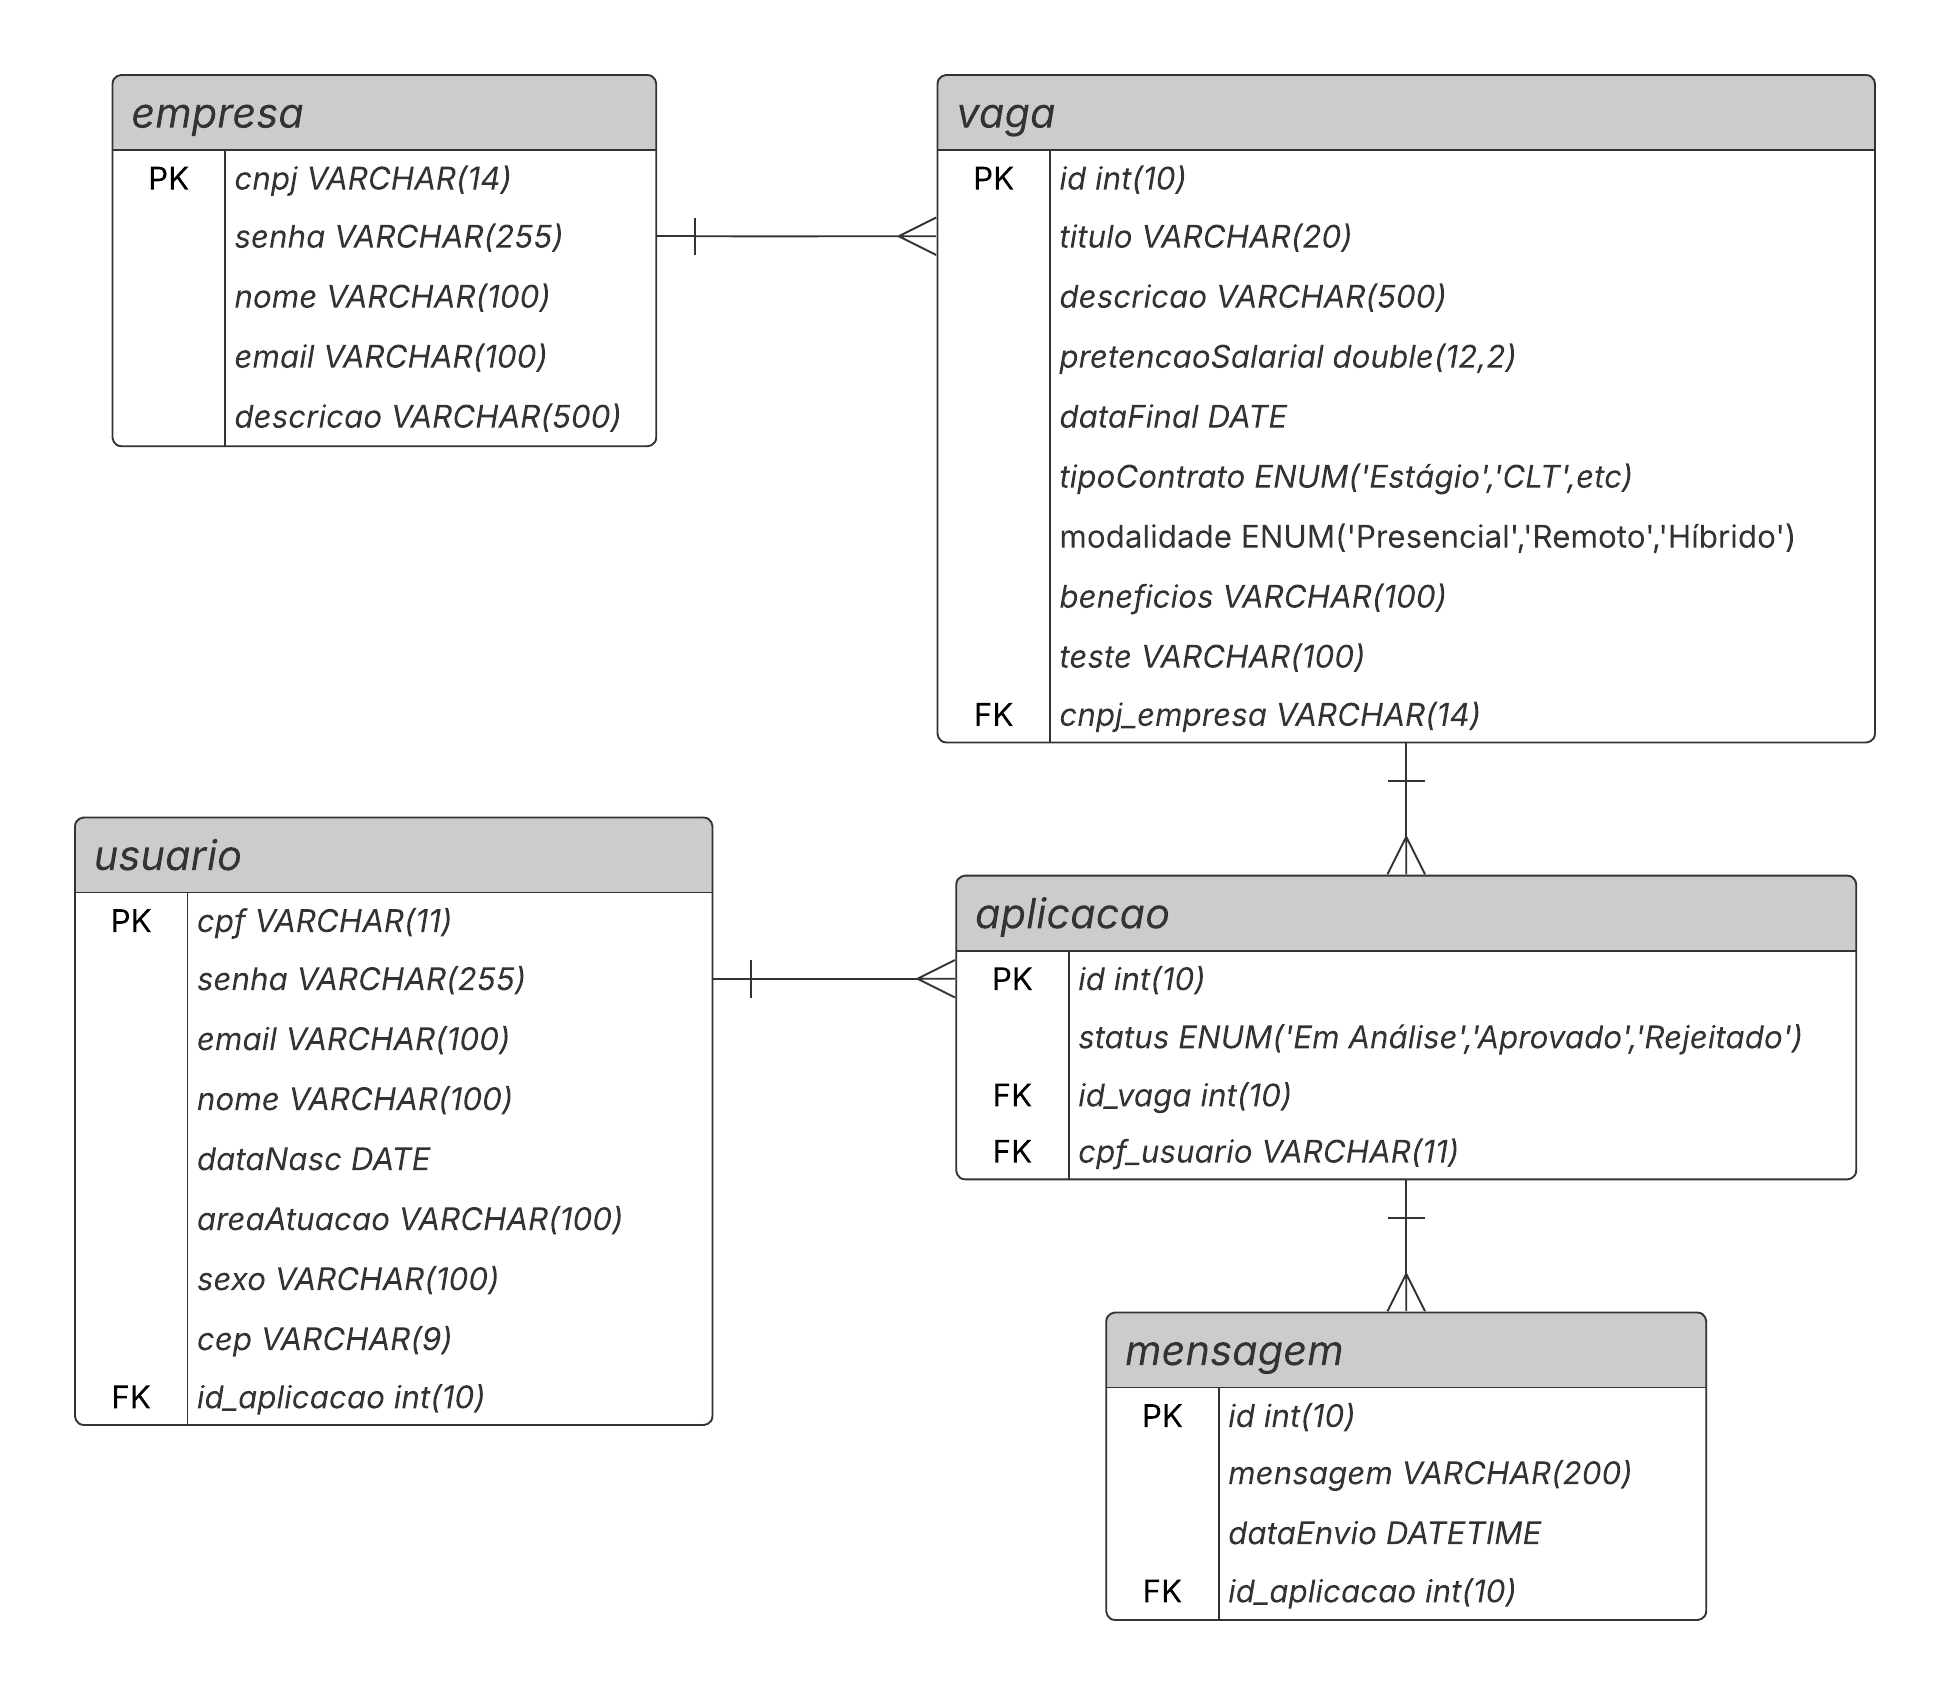 empresa
PK cnpj VARCHAR(14)
senha VARCHAR(255)
nome VARCHAR(100)
email VARCHAR(100)
descricao VARCHAR(500)
vaga
PK id int(10)
titulo VARCHAR(20)
descricao VARCHAR(500)
pretencaoSalarial double(12,2)
dataFinal DATE
tipoContrato ENUM('Estágio','CLT',etc)
modalidade ENUM('Presencial','Remoto','Híbrido')
beneficios VARCHAR(100)
teste VARCHAR(100)
FK cnpj_empresa VARCHAR(14)
usuario
PK cpf VARCHAR(11)
senha VARCHAR(255)
email VARCHAR(100)
nome VARCHAR(100)
dataNasc DATE
areaAtuacao VARCHAR(100)
sexo VARCHAR(100)
cep VARCHAR(9)
FK id_aplicacao int(10)
aplicacao
PK id int(10)
status ENUM('Em Análise','Aprovado','Rejeitado')
FK id_vaga int(10)
FK cpf_usuario VARCHAR(11)
mensagem
PK id int(10)
mensagem VARCHAR(200)
dataEnvio DATETIME
FK id_aplicacao int(10)